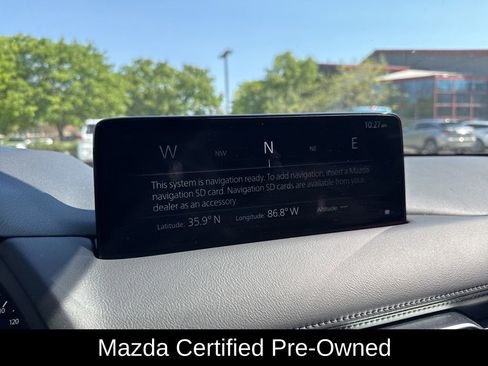 10:27 AM
W NW N NE E
This system is navigation ready. To add navigation, insert a Mazda
navigation SD card. Navigation SD cards are available from your
dealer as an accessory.
Latitude: 35.9° N Longitude: 86.8° W Altitude: ---
120
Mazda Certified Pre-Owned